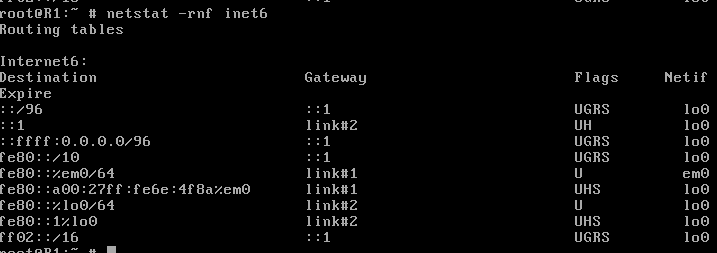 root@R1:~ # netstat -rnf inet6
Routing tables
Internet6:
Destination Gateway Flags Netif
Expire
::/96 ::1 UGRS lo0
::1 link#2 UH lo0
::ffff:0.0.0.0/96 ::1 UGRS lo0
fe80::/10 ::1 UGRS lo0
fe80::%em0/64 link#1 U em0
fe80::a00:27ff:fe6e:4f8a%em0 link#1 UHS lo0
fe80::%lo0/64 link#2 U lo0
fe80::1%lo0 link#2 UHS lo0
ff02::/16 ::1 UGRS lo0
root@R1:~ #